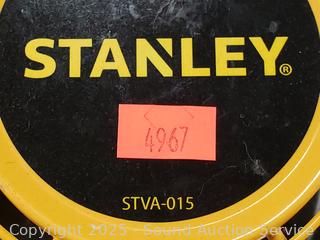 STANLEY®
4967
STVA-015
Copyright 2025 - Sound Auction Service